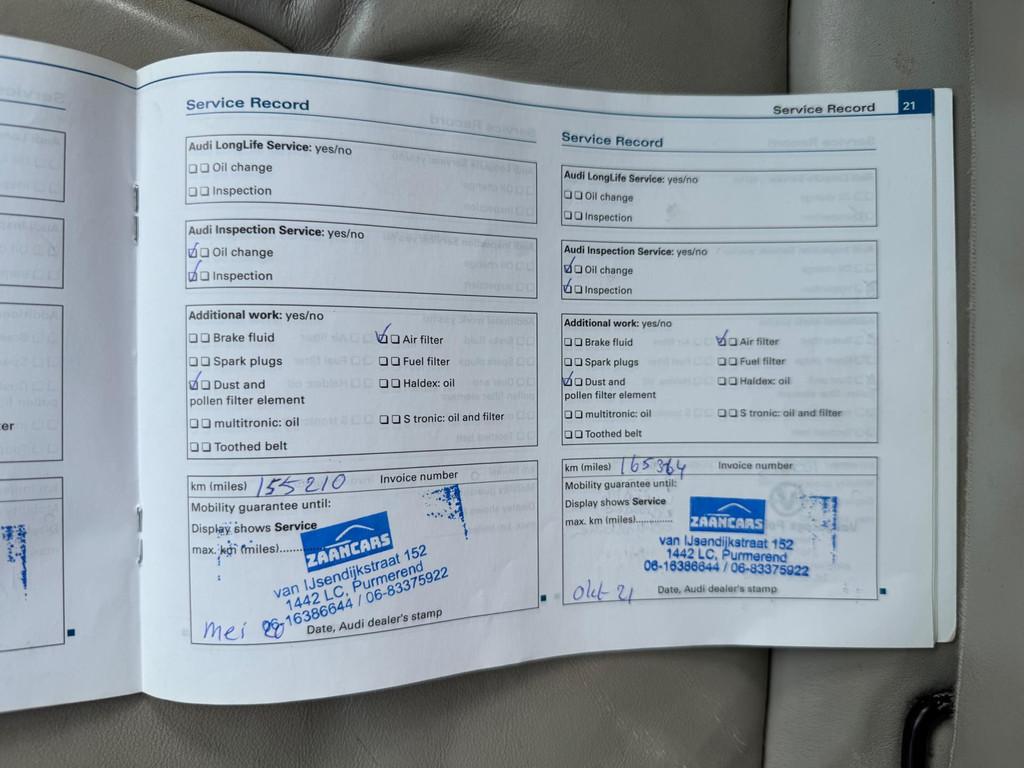 Service Record
Audi LongLife Service: yes/no
Oil change
Inspection
Audi Inspection Service: yes/no
Oil change
Inspection
Additional work: yes/no
Brake fluid
Air filter
Spark plugs
Fuel filter
Dust and
pollen filter element
Haldex: oil
multitronic: oil
S tronic: oil and filter
Toothed belt
km (miles) 155210 Invoice number
Mobility guarantee until:
Display shows Service
max. km (miles)..........
ZAANCARS
van IJsendijkstraat 152
1442 LC, Purmerend
06-16386644 / 06-83375922
mei 20
Date, Audi dealer's stamp
Service Record 21
Service Record
Audi LongLife Service: yes/no
Oil change
Inspection
Audi Inspection Service: yes/no
Oil change
Inspection
Additional work: yes/no
Brake fluid
Air filter
Spark plugs
Fuel filter
Dust and
pollen filter element
Haldex: oil
multitronic: oil
S tronic: oil and filter
Toothed belt
km (miles) 165364 Invoice number
Mobility guarantee until:
Display shows Service
max. km (miles)..............
ZAANCARS
van IJsendijkstraat 152
1442 LC, Purmerend
06-16386644 / 06-83375922
okt 21
Date, Audi dealer's stamp